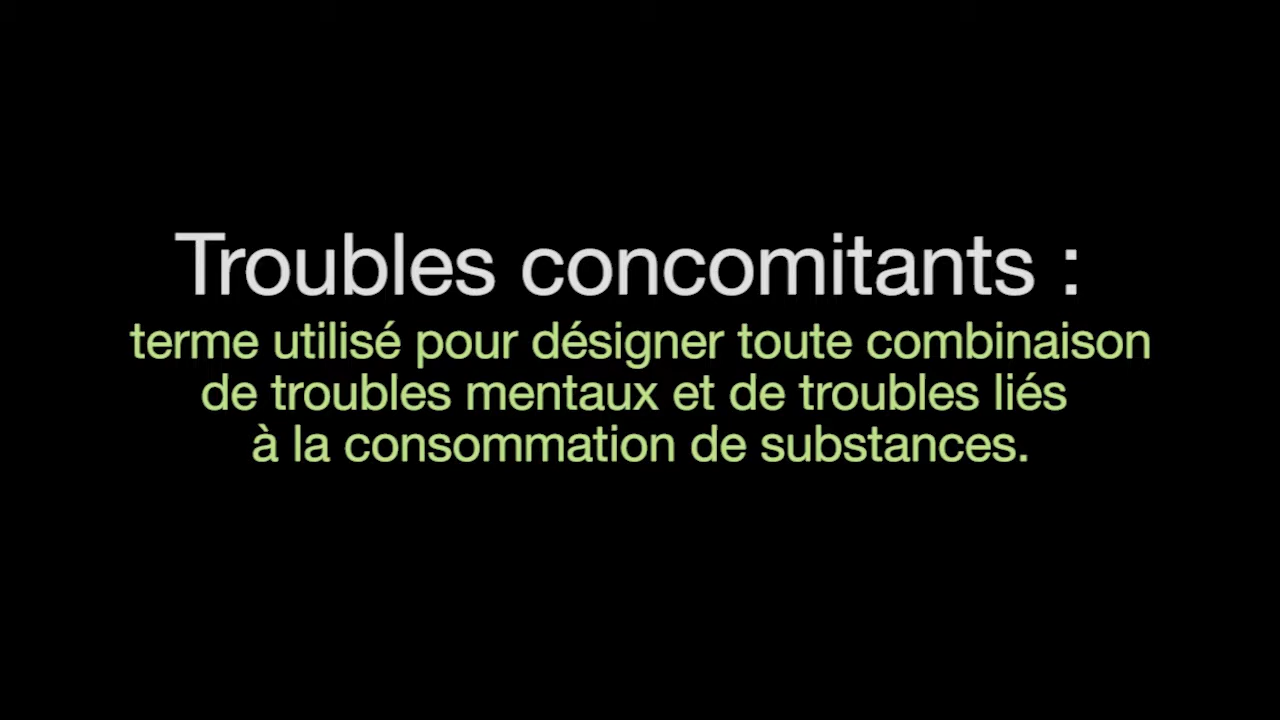 Troubles concomitants :
terme utilisé pour désigner toute combinaison
de troubles mentaux et de troubles liés
à la consommation de substances.